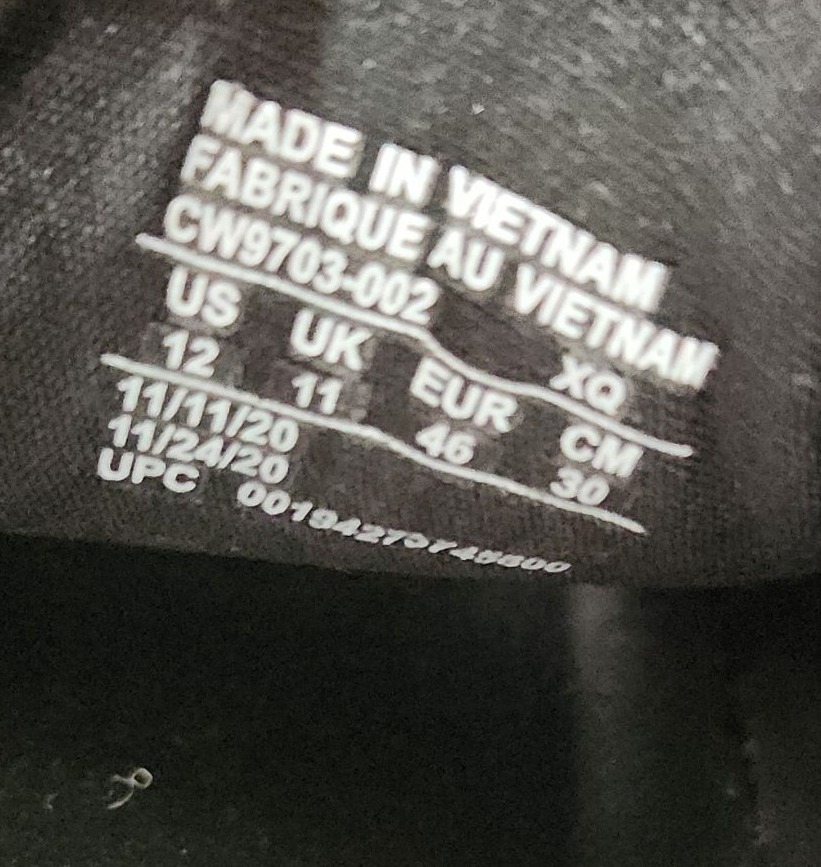 MADE IN VIETNAM
FABRIQUE AU VIETNAM
CW9703-002 XQ
US UK EUR CM
12 11 46 30
11/11/20
11/24/20
UPC